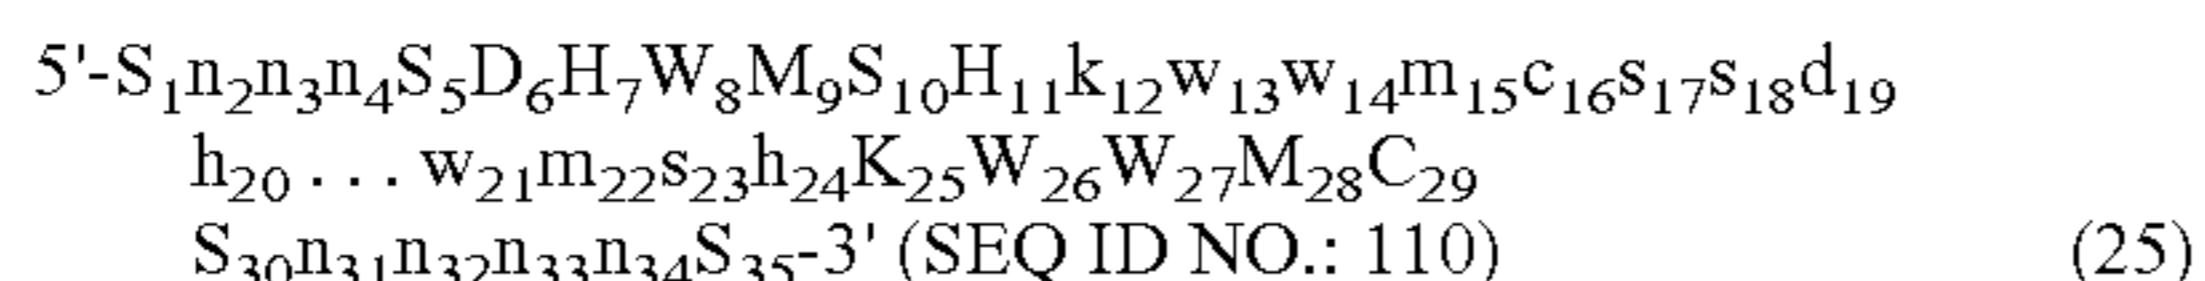 5'-S₁n₂n₃n₄S₅D₆H₇W₈M₉S₁₀H₁₁k₁₂w₁₃w₁₄m₁₅c₁₆s₁₇s₁₈d₁₉
h₂₀ . . . w₂₁m₂₂s₂₃h₂₄K₂₅W₂₆W₂₇M₂₈C₂₉
S₃₀n₃₁n₃₂n₃₃n₃₄S₃₅-3' (SEQ ID NO.: 110) (25)